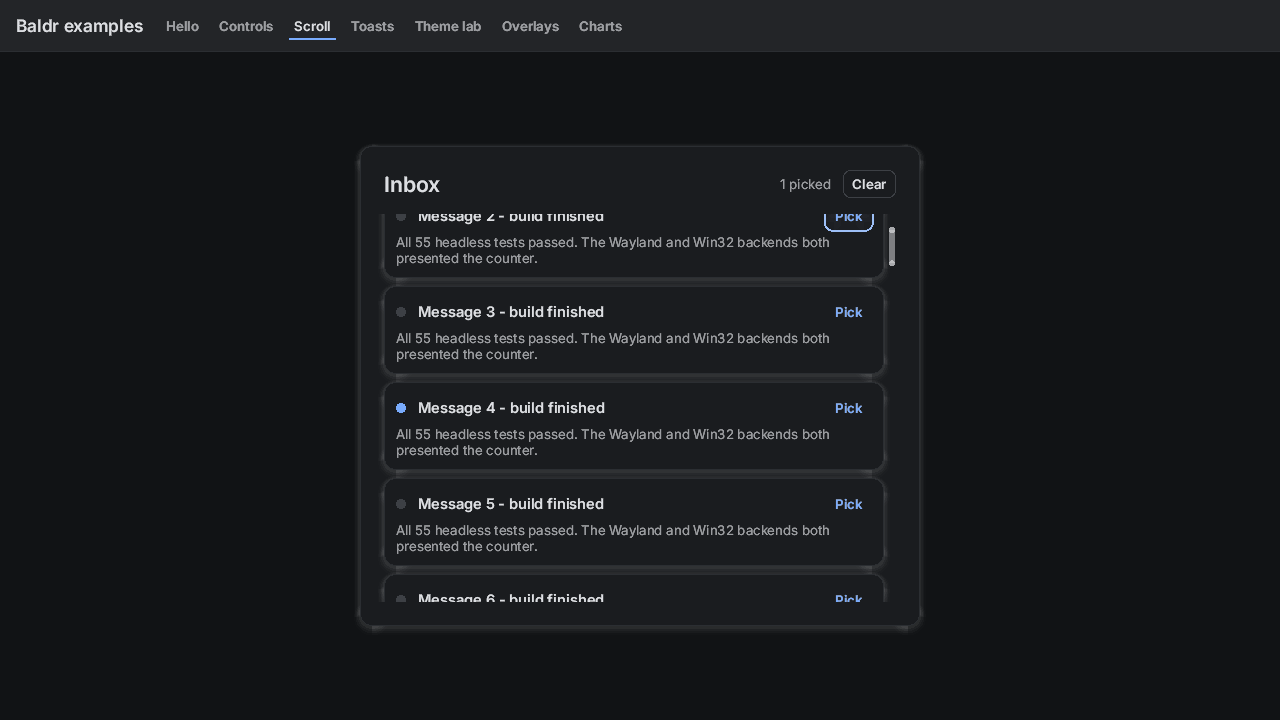 Baldr examples Hello Controls Scroll Toasts Theme lab Overlays Charts
Inbox 1 picked Clear
Message 2 - build finished Pick
All 55 headless tests passed. The Wayland and Win32 backends both
presented the counter.
Message 3 - build finished Pick
All 55 headless tests passed. The Wayland and Win32 backends both
presented the counter.
Message 4 - build finished Pick
All 55 headless tests passed. The Wayland and Win32 backends both
presented the counter.
Message 5 - build finished Pick
All 55 headless tests passed. The Wayland and Win32 backends both
presented the counter.
Message 6 - build finished Pick